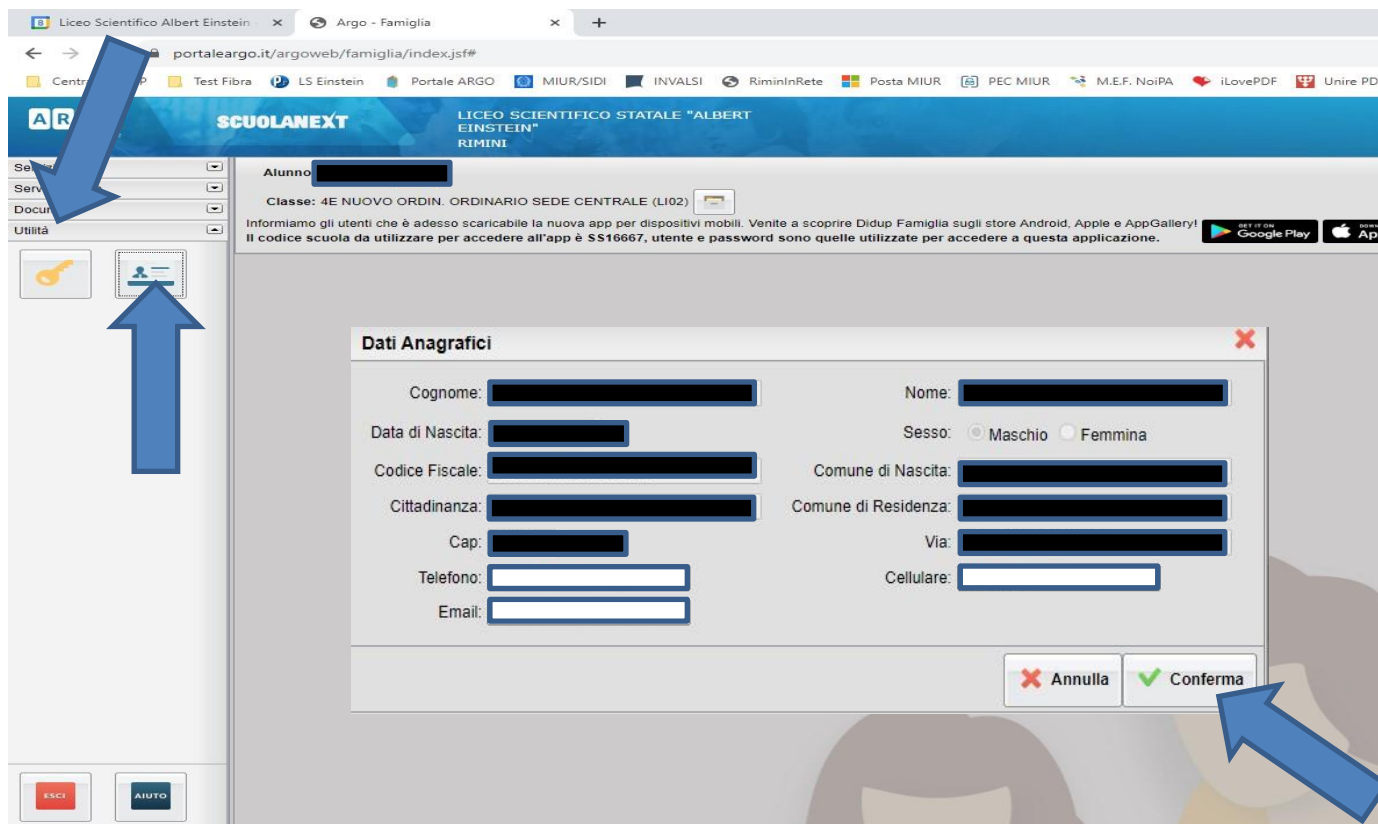 Liceo Scientifico Albert Einstein
Argo - Famiglia
portaleargo.it/argoweb/famiglia/index.jsf#
Test Fibra LS Einstein Portale ARGO MIUR/SIDI INVALSI RiminInRete Posta MIUR PEC MIUR M.E.F. NoiPA iLovePDF Unire PD
SCUOLANEXT
LICEO SCIENTIFICO STATALE "ALBERT
EINSTEIN"
RIMINI
Utilità
Alunno
Classe: 4E NUOVO ORDIN. ORDINARIO SEDE CENTRALE (LI02)
Informiamo gli utenti che è adesso scaricabile la nuova app per dispositivi mobili. Venite a scoprire Didup Famiglia sugli store Android, Apple e AppGallery!
Il codice scuola da utilizzare per accedere all'app è SS16667, utente e password sono quelle utilizzate per accedere a questa applicazione.
GET IT ON
Google Play
Dati Anagrafici
Cognome: Nome:
Data di Nascita: Sesso: Maschio Femmina
Codice Fiscale: Comune di Nascita:
Cittadinanza: Comune di Residenza:
Cap: Via:
Telefono: Cellulare:
Email:
Annulla Conferma
ESCI AIUTO